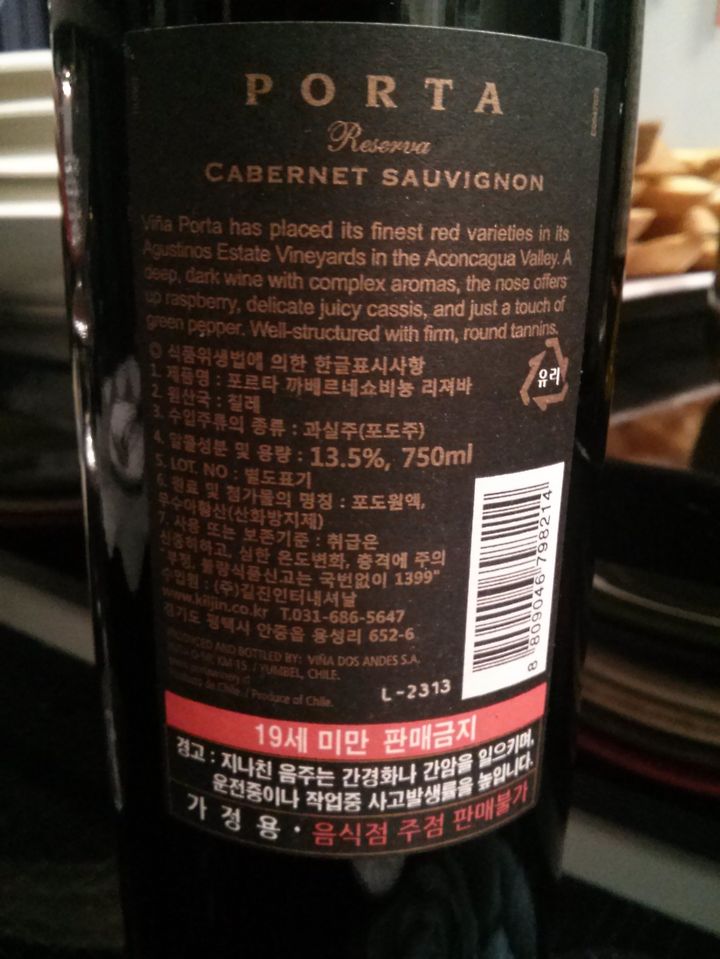 PORTA
Reserva
CABERNET SAUVIGNON
Viña Porta has placed its finest red varieties in its
Agustinos Estate Vineyards in the Aconcagua Valley. A
deep, dark wine with complex aromas, the nose offers
up raspberry, delicate juicy cassis, and just a touch of
green pepper. Well-structured with firm, round tannins.
◎ 식품위생법에 의한 한글표시사항
1. 제품명 : 포르타 까베르네쇼비뇽 리져바
유리
2. 원산국 : 칠레
3. 수입주류의 종류 : 과실주(포도주)
4. 알콜성분 및 용량 : 13.5%, 750ml
5. LOT. NO : 별도표기
6. 원료 및 첨가물의 명칭 : 포도원액,
무수아황산(산화방지제)
7. 사용 또는 보존기준 : 취급은
신중히하고, 심한 온도변화, 충격에 주의
"부정, 불량식품신고는 국번없이 1399"
수입원 : (주)길진인터내셔날
www.kiljin.co.kr T.031-686-5647
경기도 평택시 안중읍 용성리 652-6
PRODUCED AND BOTTLED BY: VIÑA DOS ANDES S.A.
KM 15. / YUMBEL, CHILE.
de Chile. / Produce of Chile.
L-2313
8 809046 798214
19세 미만 판매금지
경고 : 지나친 음주는 간경화나 간암을 일으키며,
운전중이나 작업중 사고발생률을 높입니다.
가정용 · 음식점 주점 판매불가